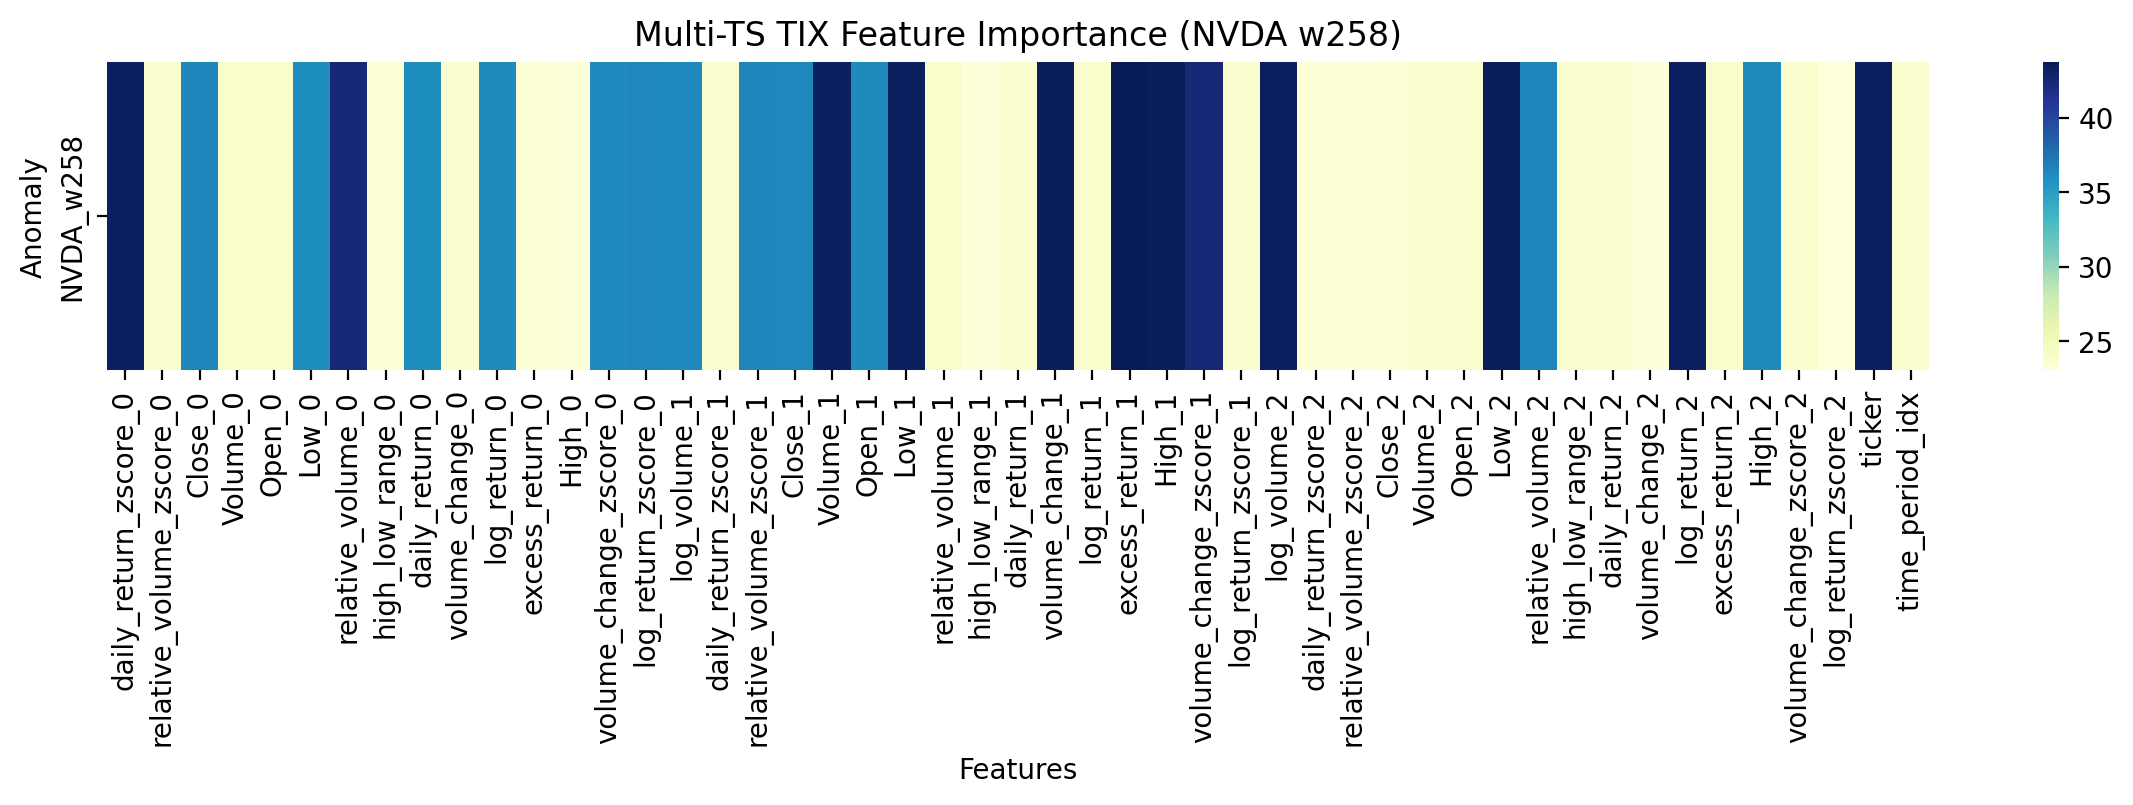 Multi-TS TIX Feature Importance (NVDA w258)
Anomaly
NVDA_w258
40
35
30
25
daily_return_zscore_0
relative_volume_zscore_0
Close_0
Volume_0
Open_0
Low_0
relative_volume_0
high_low_range_0
daily_return_0
volume_change_0
log_return_0
excess_return_0
High_0
volume_change_zscore_0
log_return_zscore_0
log_volume_1
daily_return_zscore_1
relative_volume_zscore_1
Close_1
Volume_1
Open_1
Low_1
relative_volume_1
high_low_range_1
daily_return_1
volume_change_1
log_return_1
excess_return_1
High_1
volume_change_zscore_1
log_return_zscore_1
log_volume_2
daily_return_zscore_2
relative_volume_zscore_2
Close_2
Volume_2
Open_2
Low_2
relative_volume_2
high_low_range_2
daily_return_2
volume_change_2
log_return_2
excess_return_2
High_2
volume_change_zscore_2
log_return_zscore_2
ticker
time_period_idx
Features